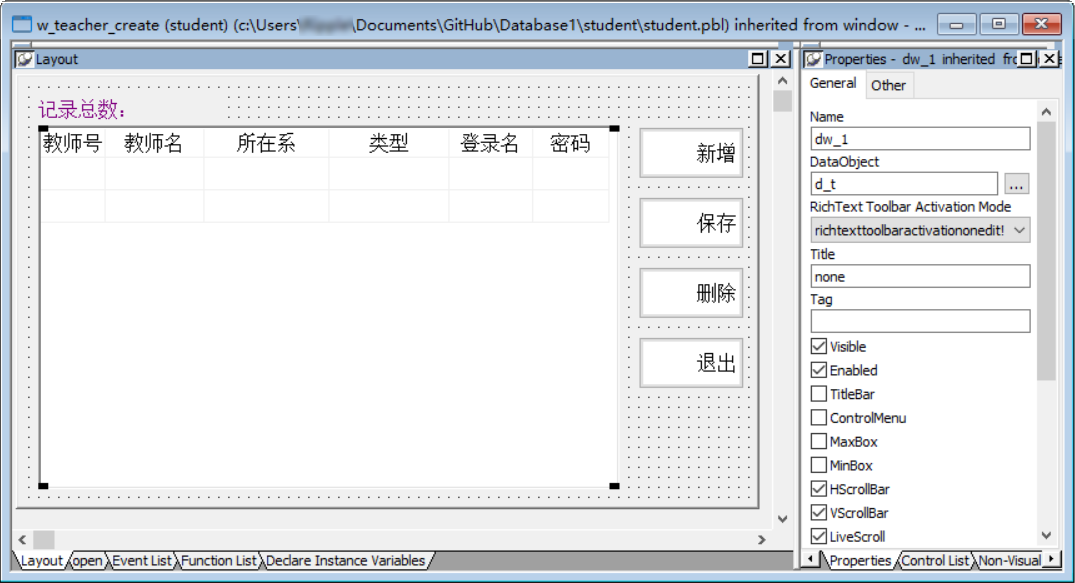 w_teacher_create (student) (c:\Users\ \Documents\GitHub\Database1\student\student.pbl) inherited from window - ...
Layout
记录总数:
教师号 教师名 所在系 类型 登录名 密码
新增
保存
删除
退出
Layout open Event List Function List Declare Instance Variables
Properties - dw_1 inherited
General Other
Name
dw_1
DataObject
d_t
...
RichText Toolbar Activation Mode
richtexttoolbaractivationonedit!
Title
none
Tag
Visible
Enabled
TitleBar
ControlMenu
MaxBox
MinBox
HScrollBar
VScrollBar
LiveScroll
Properties Control List Non-Visual